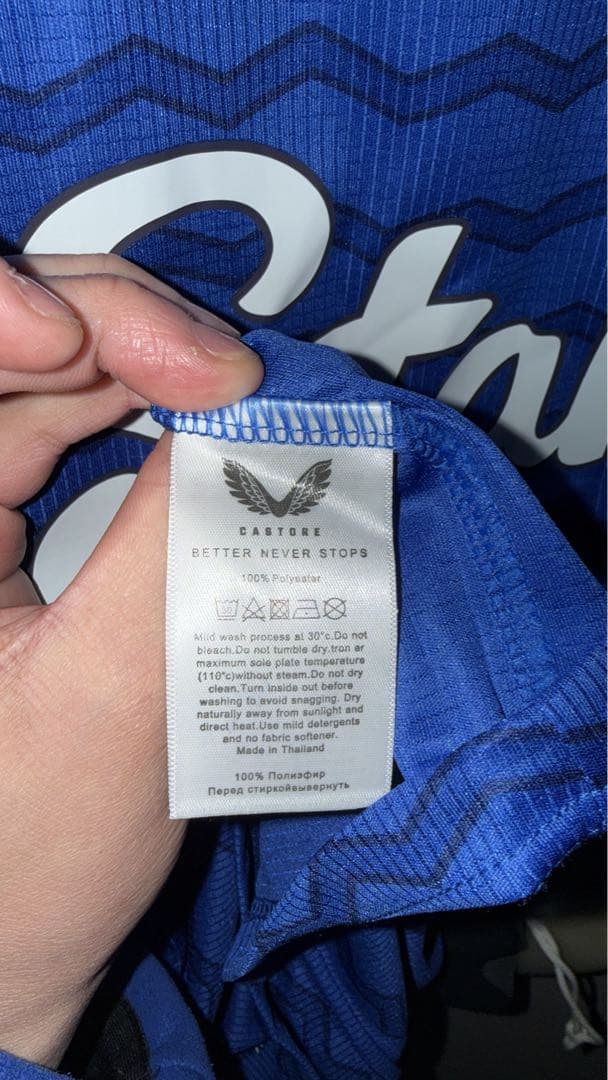 Sta
CASTORE
BETTER NEVER STOPS
100% Polyester
30
Mild wash process at 30°c.Do not
bleach.Do not tumble dry.Iron at
maximum sole plate temperature
(110°c)without steam.Do not dry
clean.Turn inside out before
washing to avoid snagging. Dry
naturally away from sunlight and
direct heat.Use mild detergents
and no fabric softener.
Made in Thailand
100% Полиэфир
Перед стиркойвывернуть